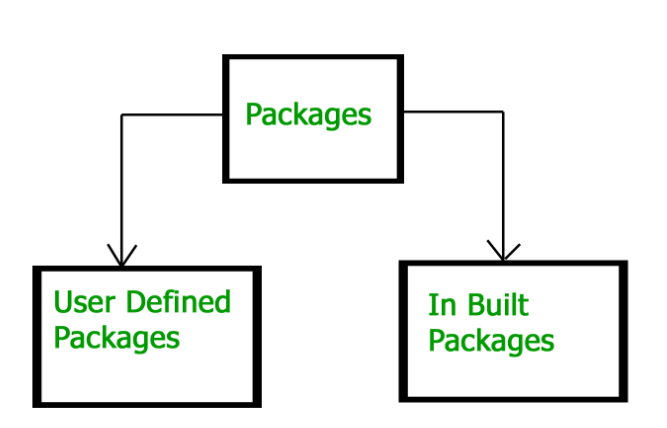 Packages
User Defined
Packages
In Built
Packages